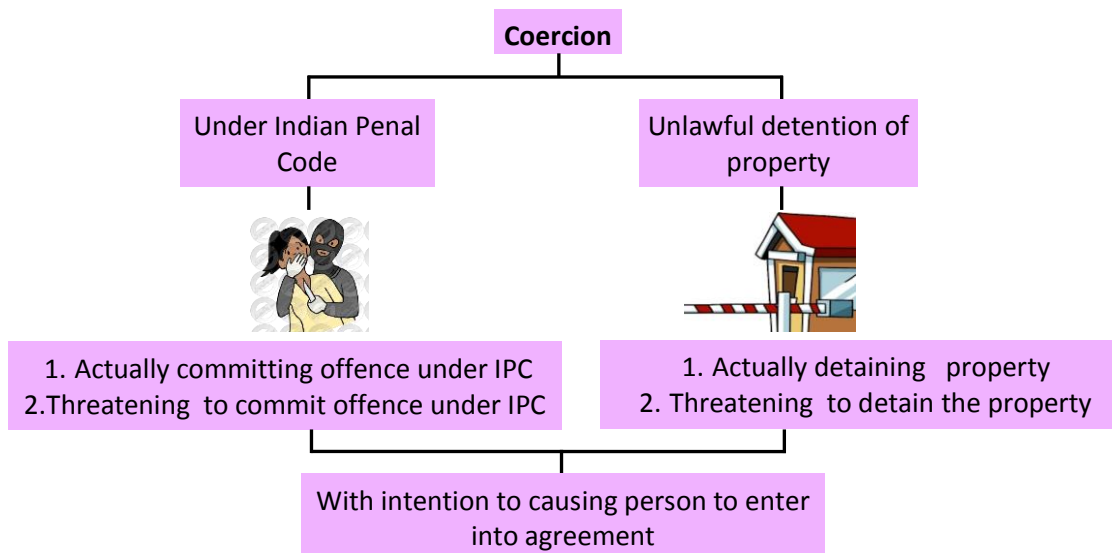 Coercion
Under Indian Penal
Code
Unlawful detention of
property
1. Actually committing offence under IPC
2.Threatening to commit offence under IPC
1. Actually detaining property
2. Threatening to detain the property
With intention to causing person to enter
into agreement